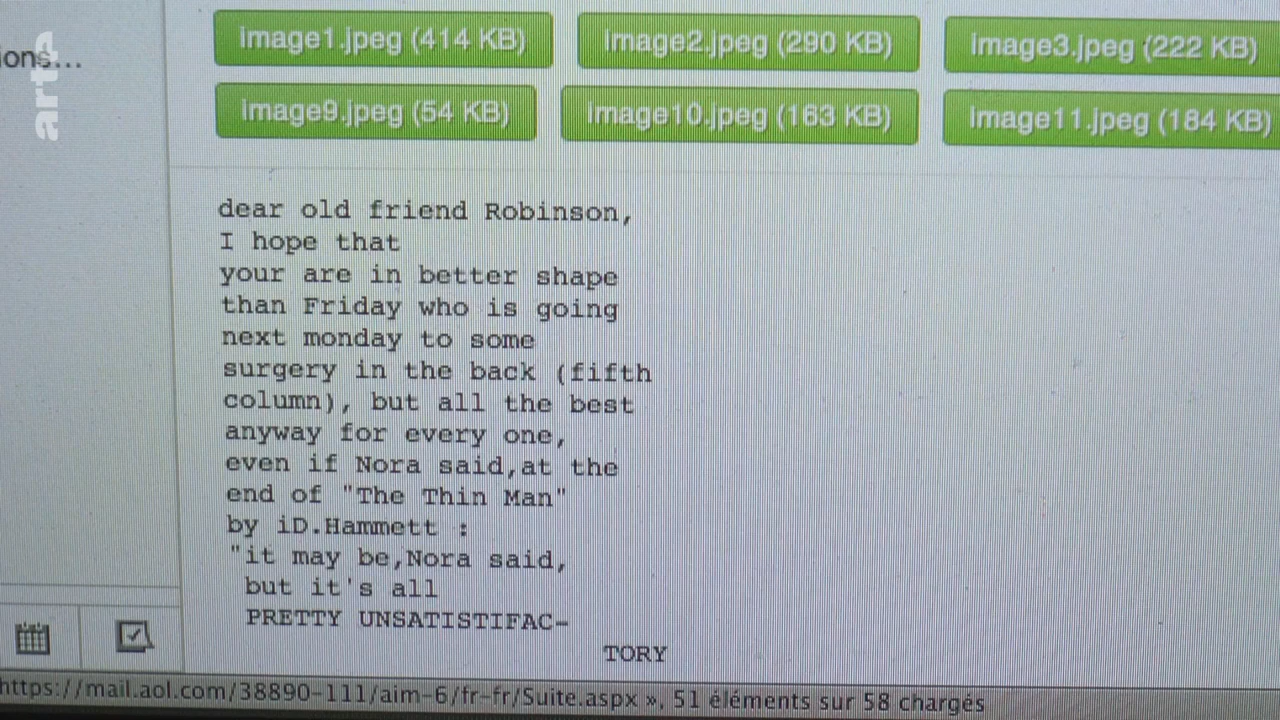 image1.jpeg (414 KB) image2.jpeg (290 KB) image3.jpeg (222 KB)
ions...
arte
image9.jpeg (54 KB) image10.jpeg (163 KB) image11.jpeg (184 KB)
dear old friend Robinson,
I hope that
your are in better shape
than Friday who is going
next monday to some
surgery in the back (fifth
column), but all the best
anyway for every one,
even if Nora said,at the
end of "The Thin Man"
by iD.Hammett :
"it may be,Nora said,
but it's all
PRETTY UNSATISTIFAC-
TORY
https://mail.aol.com/38890-111/aim-6/fr-fr/Suite.aspx », 51 éléments sur 58 chargés